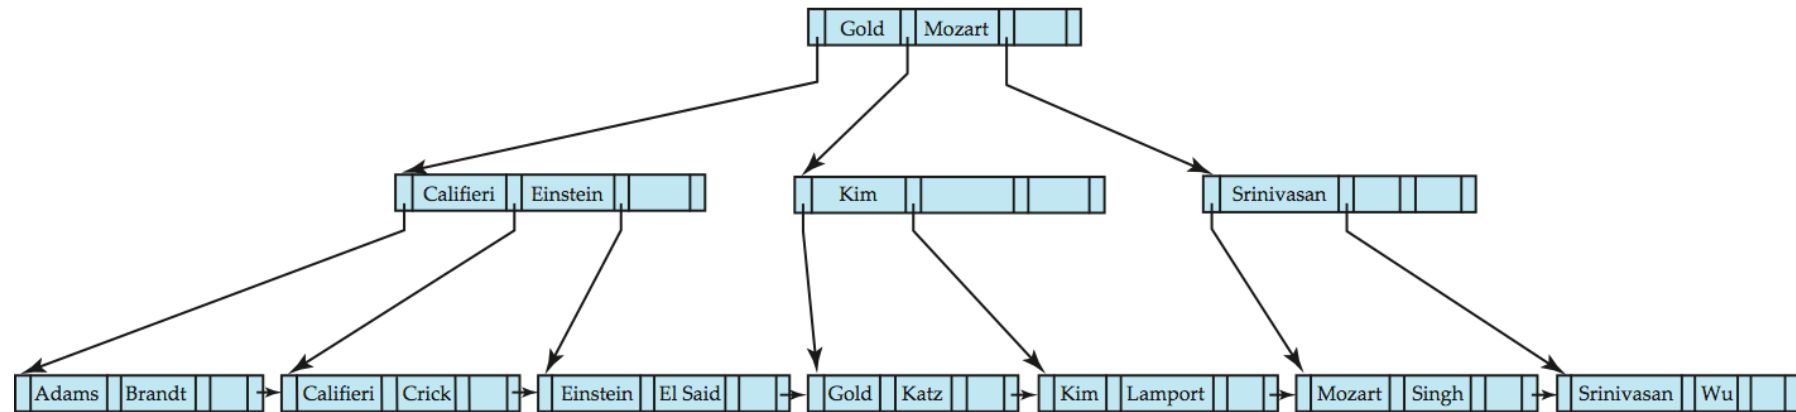 Gold Mozart
Califieri Einstein Kim Srinivasan
Adams Brandt Califieri Crick Einstein El Said Gold Katz Kim Lamport Mozart Singh Srinivasan Wu